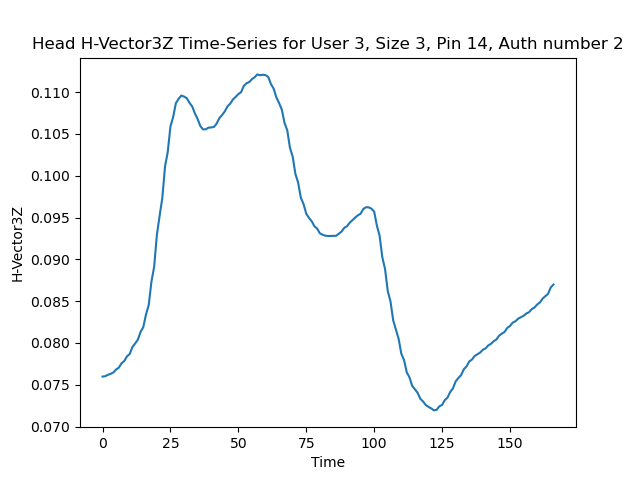 Head H-Vector3Z Time-Series for User 3, Size 3, Pin 14, Auth number 2
H-Vector3Z
0.110
0.105
0.100
0.095
0.090
0.085
0.080
0.075
0.070
0 25 50 75 100 125 150
Time